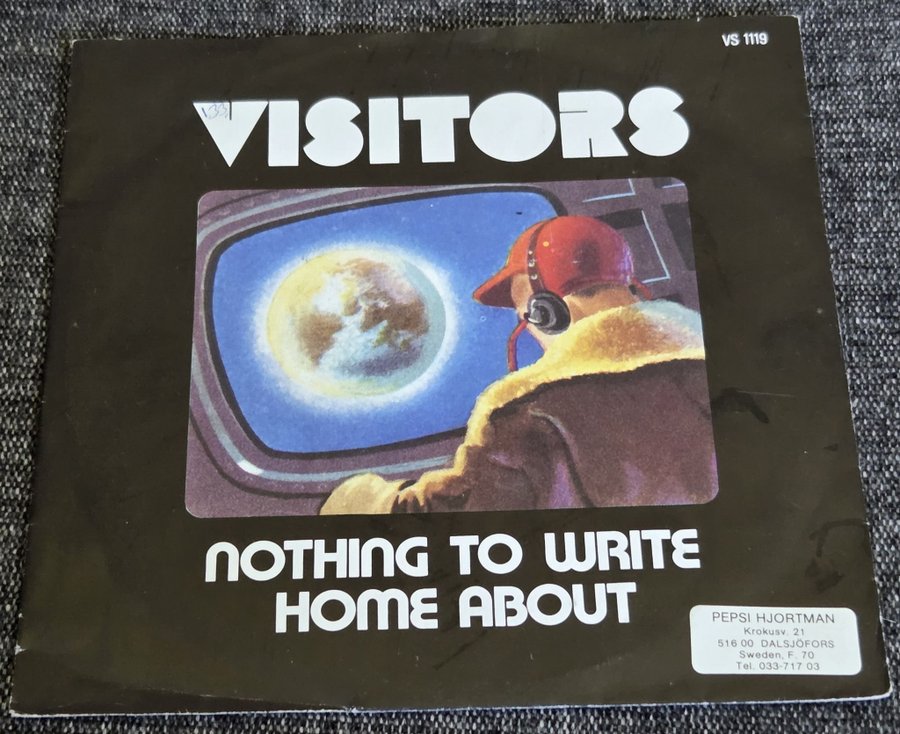 VS 1119
VISITORS
NOTHING TO WRITE
HOME ABOUT
PEPSI HJORTMAN
Krokusv. 21
516 00 DALSJÖFORS
Sweden, F. 70
Tel. 033-717 03